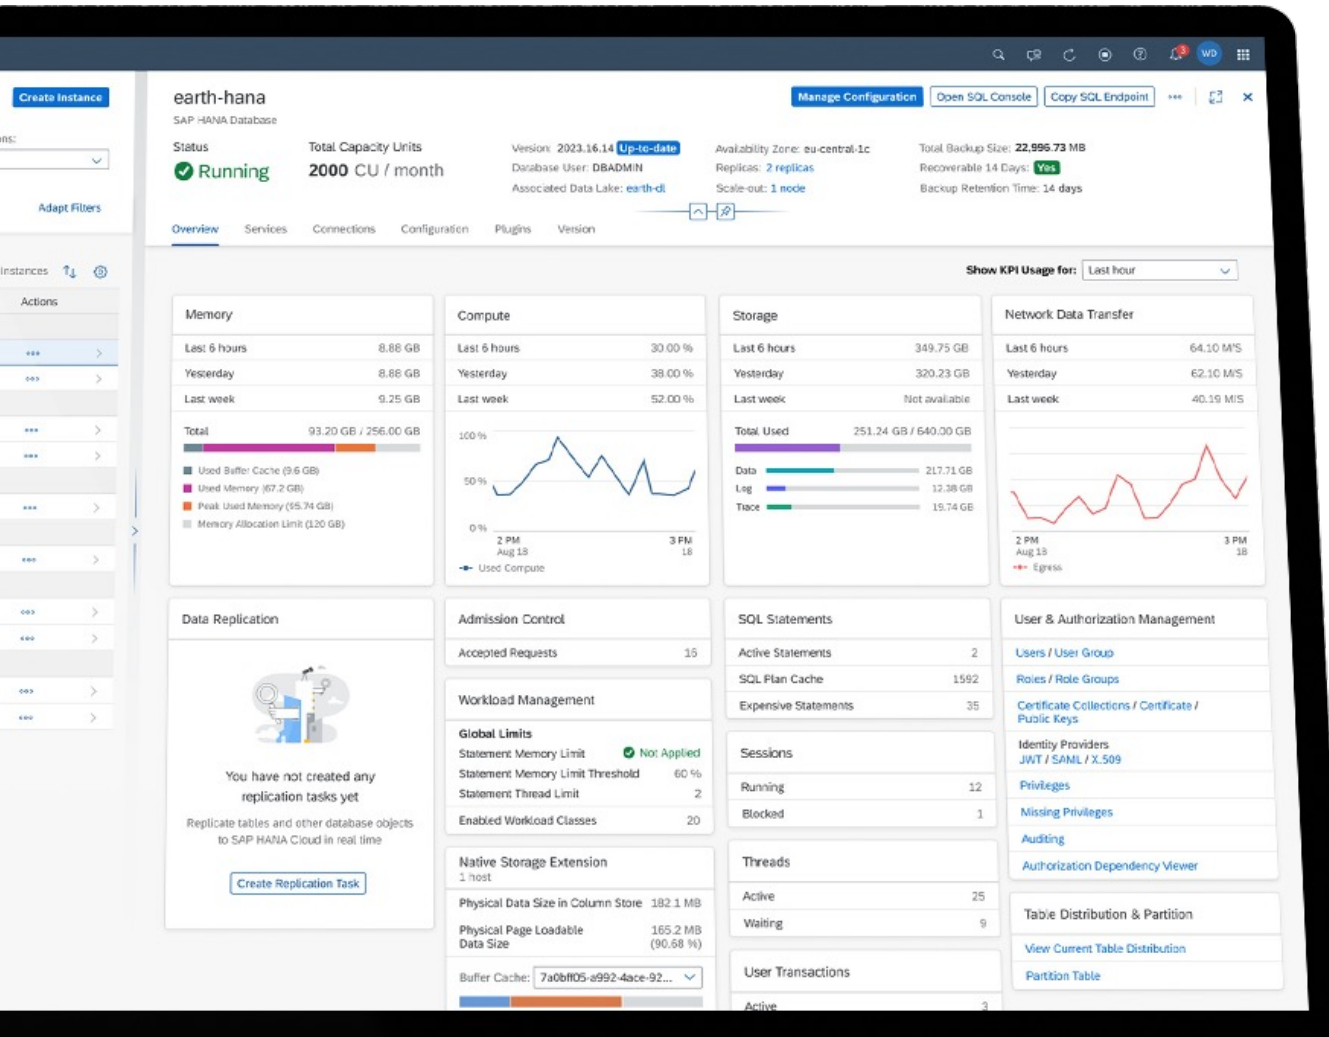 3
WD
Create Instance
ons:
Adapt Filters
Instances
Actions
earth-hana
SAP HANA Database
Manage Configuration
Open SQL Console
Copy SQL Endpoint
Status
Running
Total Capacity Units
2000 CU / month
Version: 2023.16.14 Up-to-date
Database User: DBADMIN
Associated Data Lake: earth-dl
Availability Zone: eu-central-1c
Replicas: 2 replicas
Scale-out: 1 node
Total Backup Size: 22,996.73 MB
Recoverable 14 Days: Yes
Backup Retention Time: 14 days
Overview
Services
Connections
Configuration
Plugins
Version
Show KPI Usage for: Last hour
Memory
Last 6 hours 8.88 GB
Yesterday 8.88 GB
Last week 9.25 GB
Total 93.20 GB / 256.00 GB
Used Buffer Cache (9.6 GB)
Used Memory (67.2 GB)
Peak Used Memory (95.74 GB)
Memory Allocation Limit (120 GB)
Compute
Last 6 hours 30.00 %
Yesterday 38.00 %
Last week 52.00 %
100 %
50 %
0 %
2 PM
Aug 18
3 PM
18
Used Compute
Storage
Last 6 hours 349.75 GB
Yesterday 320.23 GB
Last week Not available
Total Used 251.24 GB / 640.00 GB
Data 217.71 GB
Log 12.38 GB
Trace 19.74 GB
Network Data Transfer
Last 6 hours 64.10 M/S
Yesterday 62.10 M/S
Last week 40.19 M/S
2 PM
Aug 18
3 PM
18
Egress
Data Replication
You have not created any
replication tasks yet
Replicate tables and other database objects
to SAP HANA Cloud in real time
Create Replication Task
Admission Control
Accepted Requests 15
Workload Management
Global Limits
Statement Memory Limit Not Applied
Statement Memory Limit Threshold 60 %
Statement Thread Limit 2
Enabled Workload Classes 20
Native Storage Extension
1 host
Physical Data Size in Column Store 182.1 MB
Physical Page Loadable 165.2 MB
Data Size (90.68 %)
Buffer Cache: 7a0bff05-a992-4ace-92...
SQL Statements
Active Statements 2
SQL Plan Cache 1592
Expensive Statements 35
Sessions
Running 12
Blocked 1
Threads
Active 25
Waiting 9
User Transactions
Active 3
User & Authorization Management
Users / User Group
Roles / Role Groups
Certificate Collections / Certificate /
Public Keys
Identity Providers
JWT / SAML / X.509
Privileges
Missing Privileges
Auditing
Authorization Dependency Viewer
Table Distribution & Partition
View Current Table Distribution
Partition Table